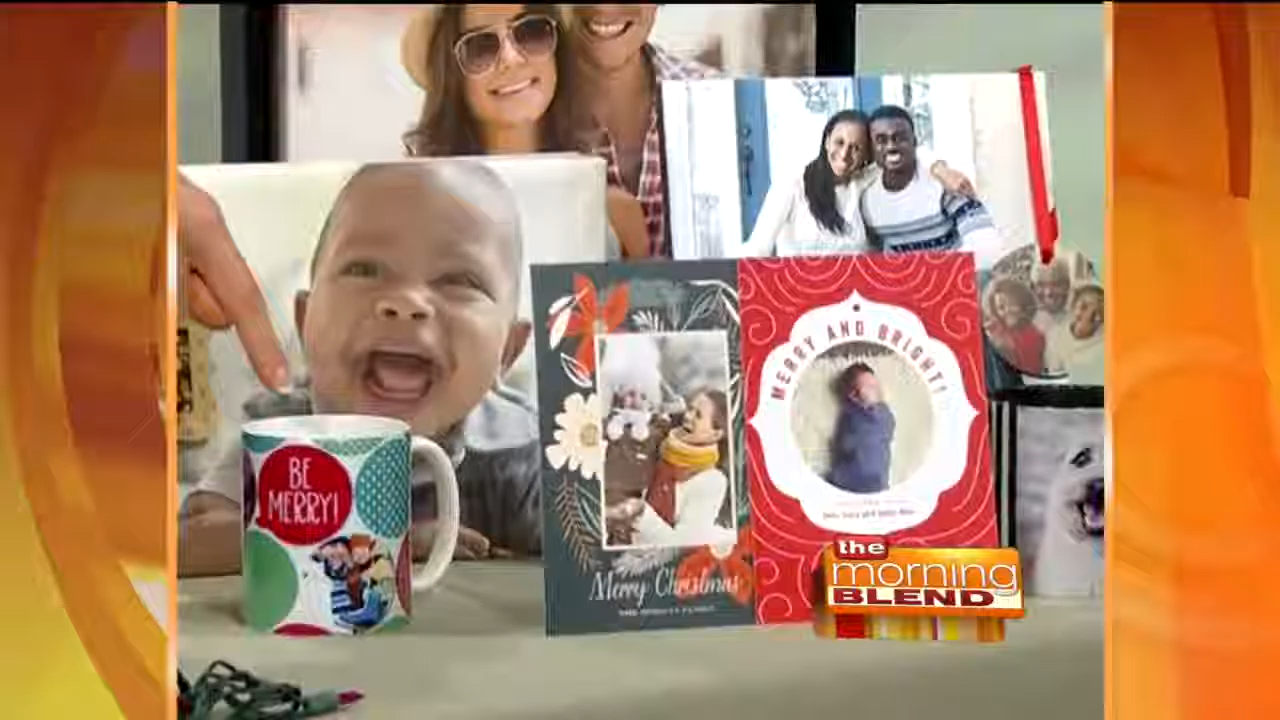 BE
MERRY!
MERRY AND BRIGHT!
Merry Christmas
the
morning
BLEND